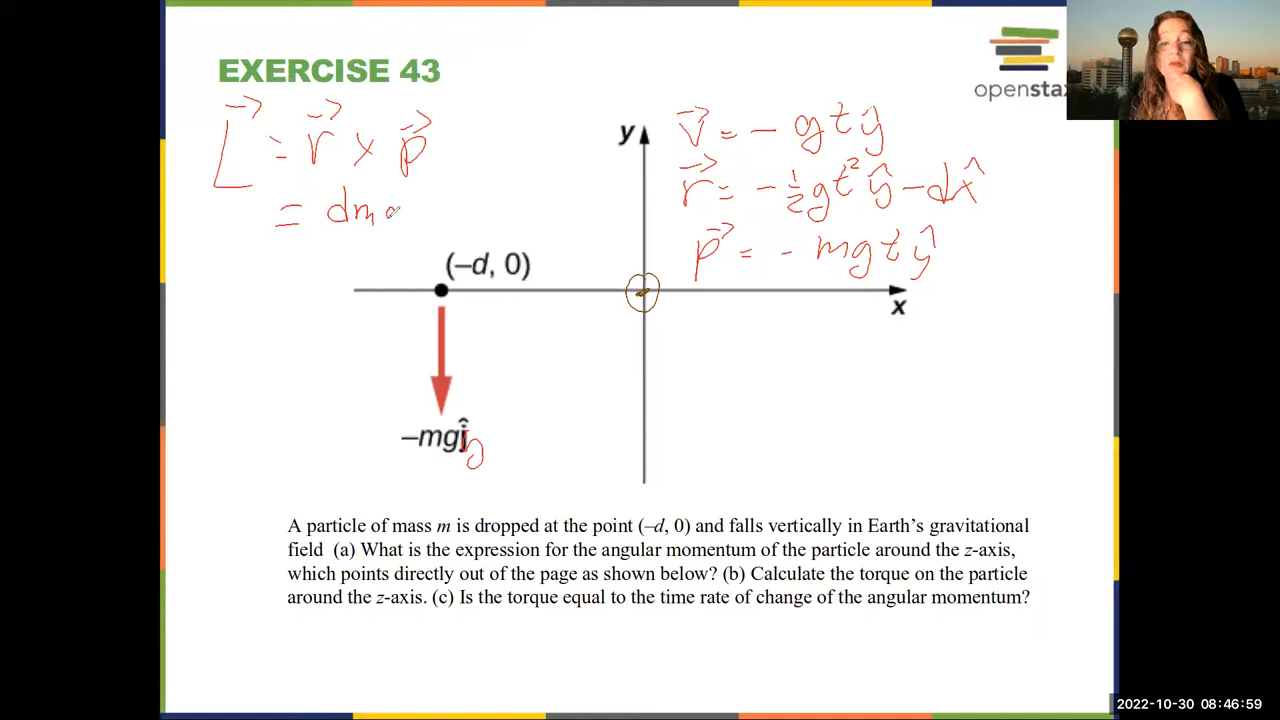 EXERCISE 43
openstax
L⃗ = r⃗ × p⃗
= dm
y
v⃗ = - gtŷ
r⃗ = - 1/2 gt² ŷ - dx̂
p⃗ = - mgtŷ
(–d, 0)
x
–mgĵ
A particle of mass m is dropped at the point (–d, 0) and falls vertically in Earth’s gravitational
field (a) What is the expression for the angular momentum of the particle around the z-axis,
which points directly out of the page as shown below? (b) Calculate the torque on the particle
around the z-axis. (c) Is the torque equal to the time rate of change of the angular momentum?
2022-10-30 08:46:59